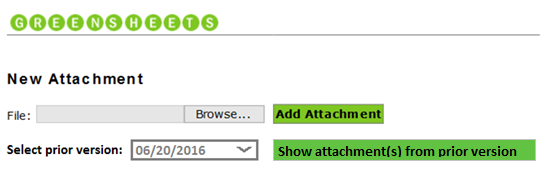 GREENSHEETS
New Attachment
File: Browse... Add Attachment
Select prior version: 06/20/2016 Show attachment(s) from prior version